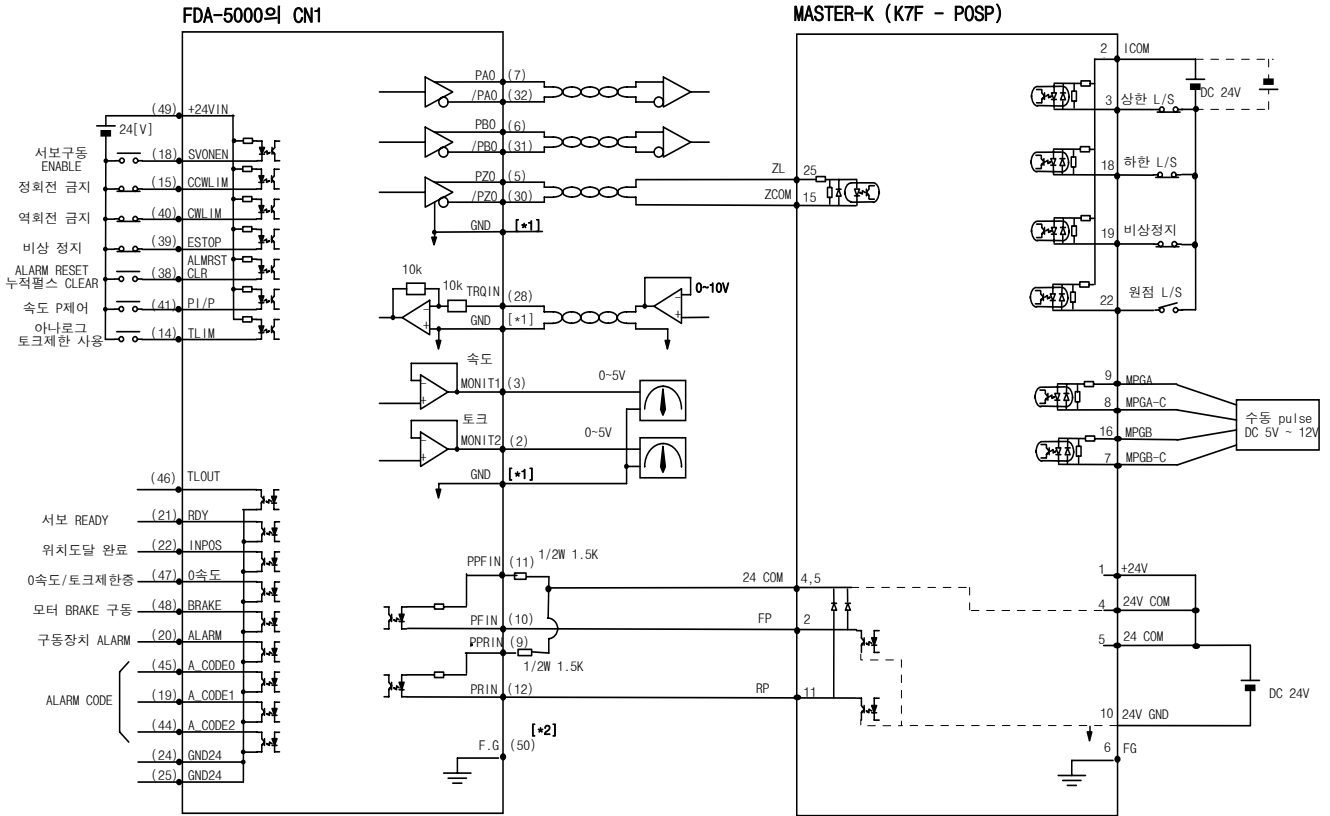 FDA-5000의 CN1
MASTER-K (K7F - POSP)
(49) +24VIN
24[V]
서보구동
ENABLE
(18) SVONEN
정회전 금지
(15) CCWLIM
역회전 금지
(40) CWLIM
비상 정지
(39) ESTOP
ALARM RESET
누적펄스 CLEAR
(38)
ALMRST
CLR
속도 P제어
(41) PI/P
아나로그
토크제한 사용
(14) TLIM
(46) TLOUT
서보 READY
(21) RDY
위치도달 완료
(22) INPOS
0속도/토크제한중
(47) 0속도
모터 BRAKE 구동
(48) BRAKE
구동장치 ALARM
(20) ALARM
ALARM CODE
(45) A_CODE0
(19) A_CODE1
(44) A_CODE2
(24) GND24
(25) GND24
PAO (7)
/PAO (32)
PBO (6)
/PBO (31)
PZO (5)
/PZO (30)
GND [*1]
10k
10k TRQIN (28)
GND [*1]
0~10V
속도
MONIT1 (3)
0~5V
토크
MONIT2 (2)
0~5V
GND [*1]
PPFIN (11) 1/2W 1.5K
PFIN (10)
PPRIN (9)
1/2W 1.5K
PRIN (12)
[*2]
F.G (50)
ZL 25
ZCOM 15
24 COM 4,5
FP 2
RP 11
2 ICOM
DC 24V
3 상한 L/S
18 하한 L/S
19 비상정지
22 원점 L/S
9 MPGA
8 MPGA-C
16 MPGB
7 MPGB-C
수동 pulse
DC 5V ~ 12V
1 +24V
4 24V COM
5 24 COM
DC 24V
10 24V GND
6 FG